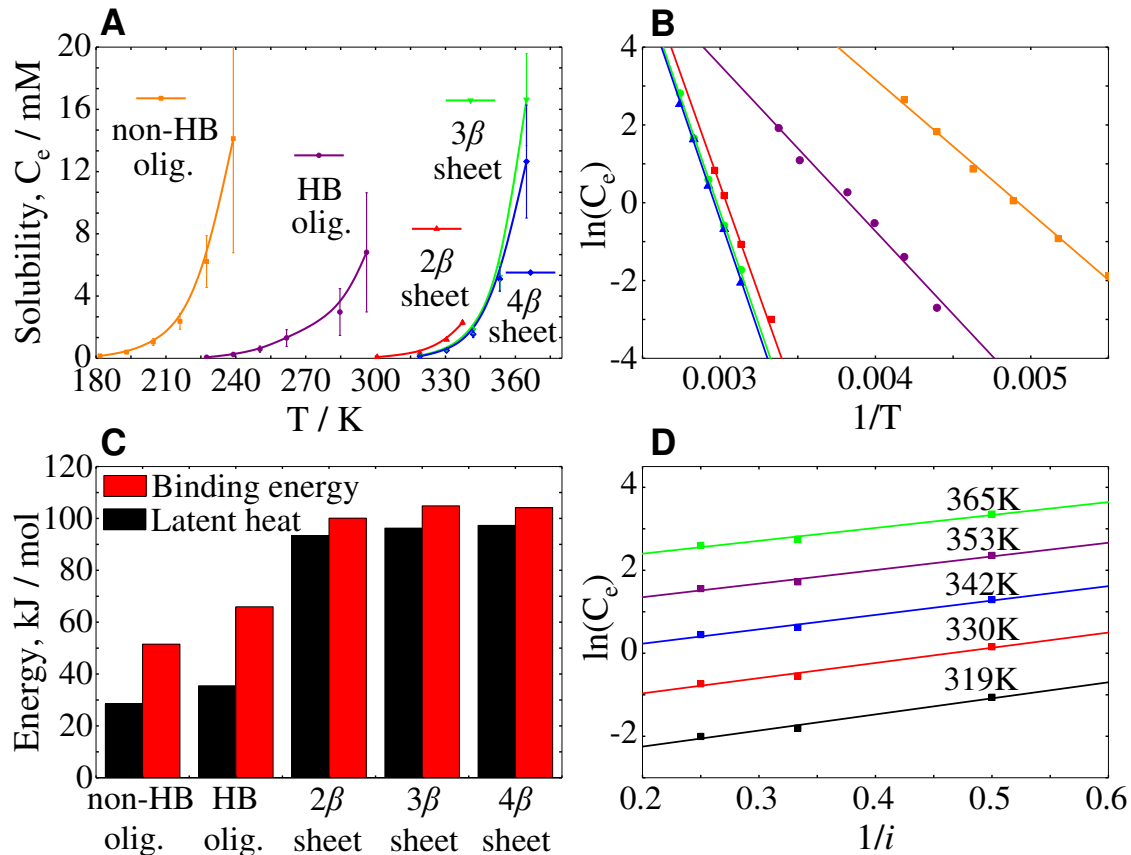 A
Solubility, C_e / mM
20
16
12
8
4
0
non-HB
olig.
HB
olig.
2β
sheet
3β
sheet
4β
sheet
180 210 240 270 300 330 360
T / K
B
ln(C_e)
4
2
0
-2
-4
0.003 0.004 0.005
1/T
C
Energy, kJ / mol
120
100
80
60
40
20
0
Binding energy
Latent heat
non-HB HB 2β 3β 4β
olig. olig. sheet sheet sheet
D
ln(C_e)
4
2
0
-2
365K
353K
342K
330K
319K
0.2 0.3 0.4 0.5 0.6
1/i